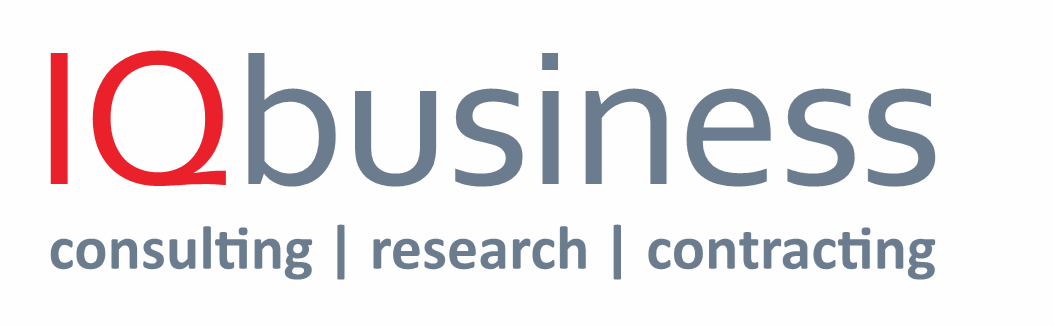 IQbusiness
consulting | research | contracting